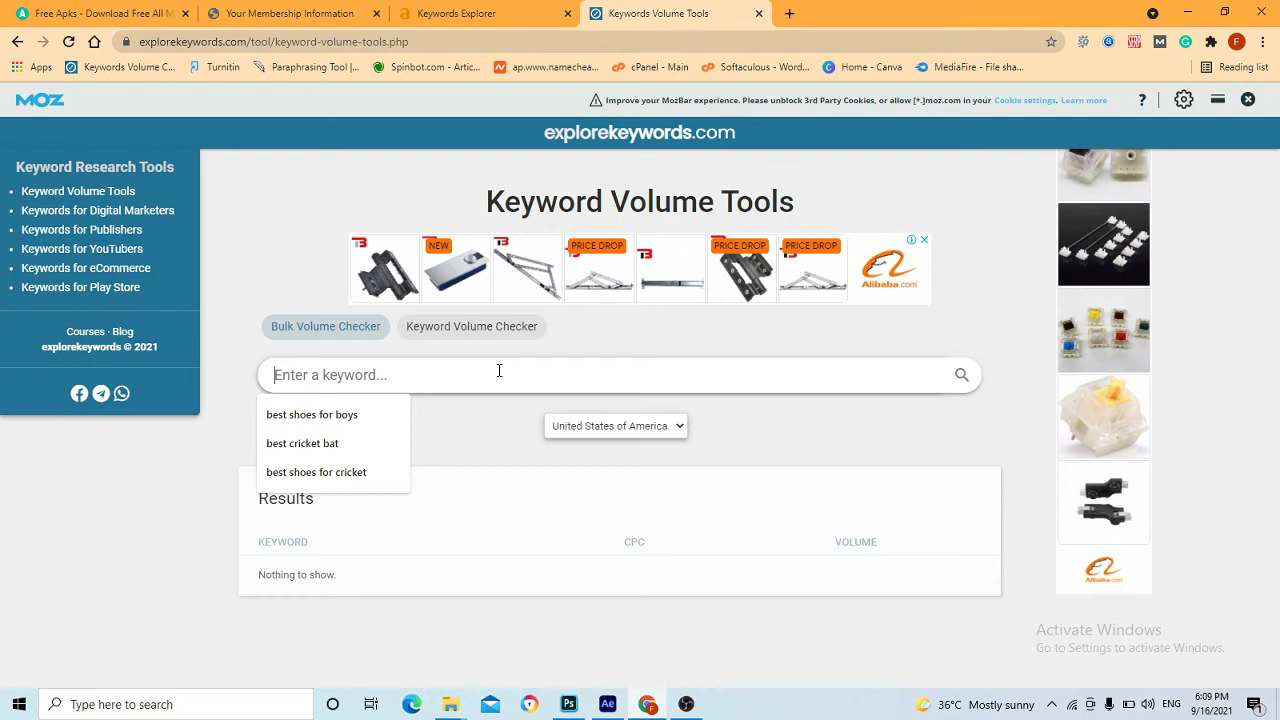 Free Apks - Download Free All M
Your Membership Information
Keyword Explorer
Keywords Volume Tools
explorekeywords.com/tool/keyword-volume-tools.php
Apps
Keywords Volume C...
Turnitin
Paraphrasing Tool |...
Spinbot.com - Artic...
ap.www.namechea...
cPanel - Main
Softaculous - Word...
Home - Canva
MediaFire - File sha...
Reading list
MOZ
Improve your MozBar experience. Please unblock 3rd Party Cookies, or allow [*.]moz.com in your Cookie settings. Learn more
explorekeywords.com
Keyword Research Tools
Keyword Volume Tools
Keywords for Digital Marketers
Keywords for Publishers
Keywords for YouTubers
Keywords for eCommerce
Keywords for Play Store
Courses · Blog
explorekeywords © 2021
Keyword Volume Tools
NEW
PRICE DROP
PRICE DROP
PRICE DROP
Alibaba.com
Bulk Volume Checker
Keyword Volume Checker
Enter a keyword...
best shoes for boys
best cricket bat
best shoes for cricket
United States of America
Results
KEYWORD
CPC
VOLUME
Nothing to show.
Alibaba.com
Activate Windows
Go to Settings to activate Windows.
Type here to search
36°C Mostly sunny
ENG
6:09 PM
9/16/2021